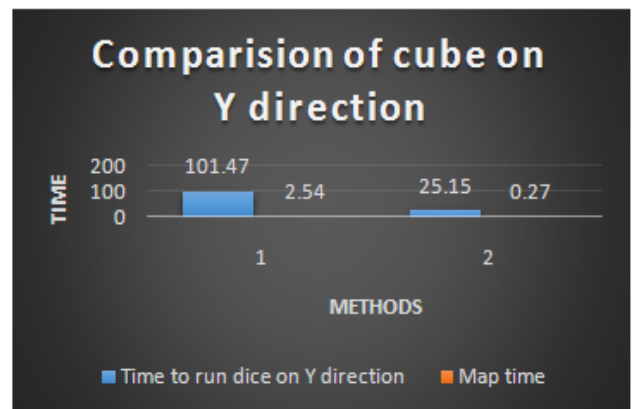 Comparision of cube on
Y direction
TIME
200
100
0
101.47
2.54
25.15
0.27
1
2
METHODS
Time to run dice on Y direction
Map time